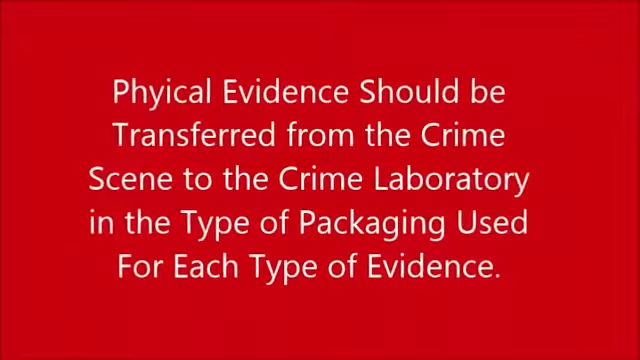 Phyical Evidence Should be
Transferred from the Crime
Scene to the Crime Laboratory
in the Type of Packaging Used
For Each Type of Evidence.